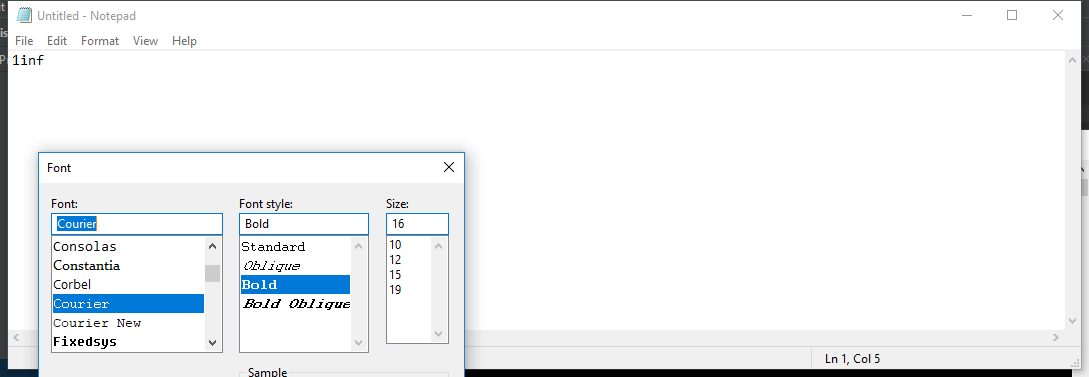 Untitled - Notepad
File Edit Format View Help
1inf
Font
Font: Font style: Size:
Courier Bold 16
Consolas Standard 10
Constantia Oblique 12
Corbel Bold 15
Courier Bold Oblique 19
Courier New
Fixedsys
Sample
Ln 1, Col 5